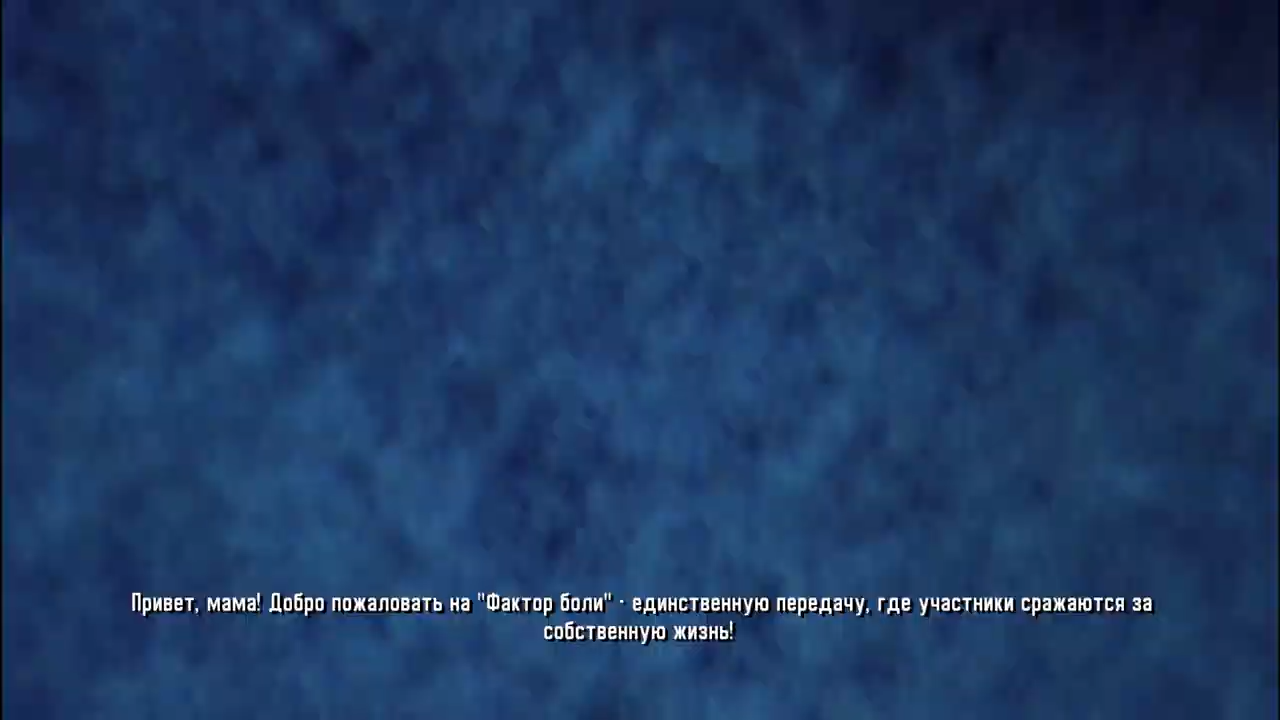 Привет, мама! Добро пожаловать на "Фактор боли" - единственную передачу, где участники сражаются за
собственную жизнь!